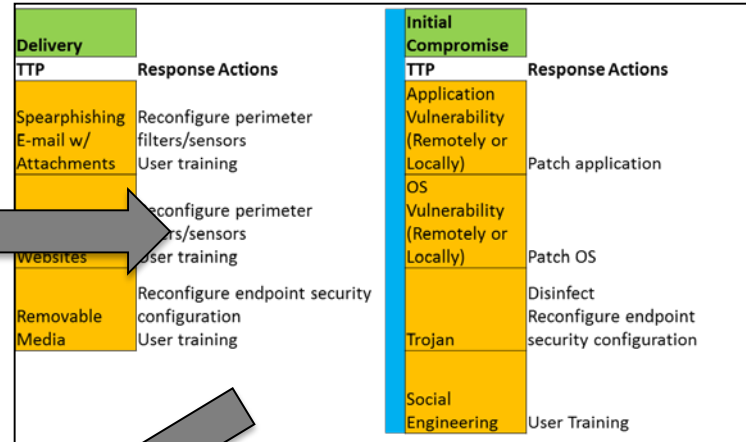 Delivery
TTP Response Actions
Spearphishing
E-mail w/
Attachments
Reconfigure perimeter
filters/sensors
User training
Websites
perimeter
User training
Removable
Media
Reconfigure endpoint security
configuration
User training
Initial
Compromise
TTP Response Actions
Application
Vulnerability
(Remotely or
Locally)
Patch application
OS
Vulnerability
(Remotely or
Locally)
Patch OS
Trojan
Disinfect
Reconfigure endpoint
security configuration
Social
Engineering
User Training